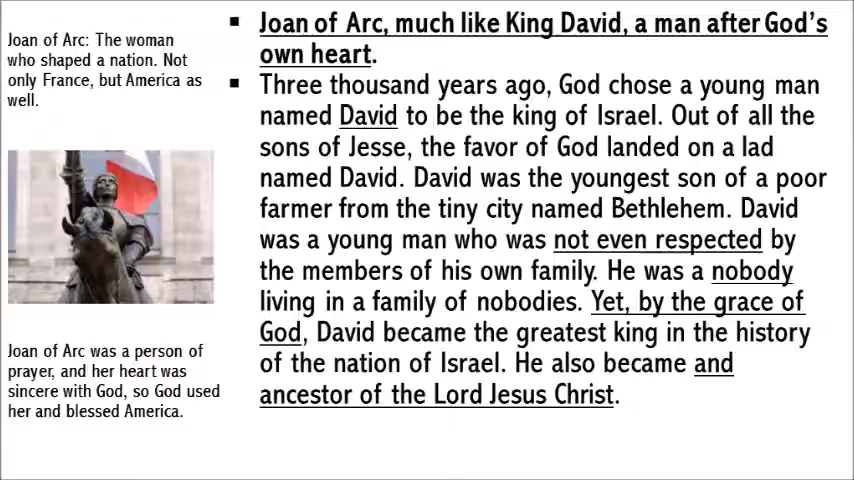 Joan of Arc: The woman
who shaped a nation. Not
only France, but America as
well.
Joan of Arc was a person of
prayer, and her heart was
sincere with God, so God used
her and blessed America.
▪ Joan of Arc, much like King David, a man after God's
own heart.
▪ Three thousand years ago, God chose a young man
named David to be the king of Israel. Out of all the
sons of Jesse, the favor of God landed on a lad
named David. David was the youngest son of a poor
farmer from the tiny city named Bethlehem. David
was a young man who was not even respected by
the members of his own family. He was a nobody
living in a family of nobodies. Yet, by the grace of
God, David became the greatest king in the history
of the nation of Israel. He also became and
ancestor of the Lord Jesus Christ.